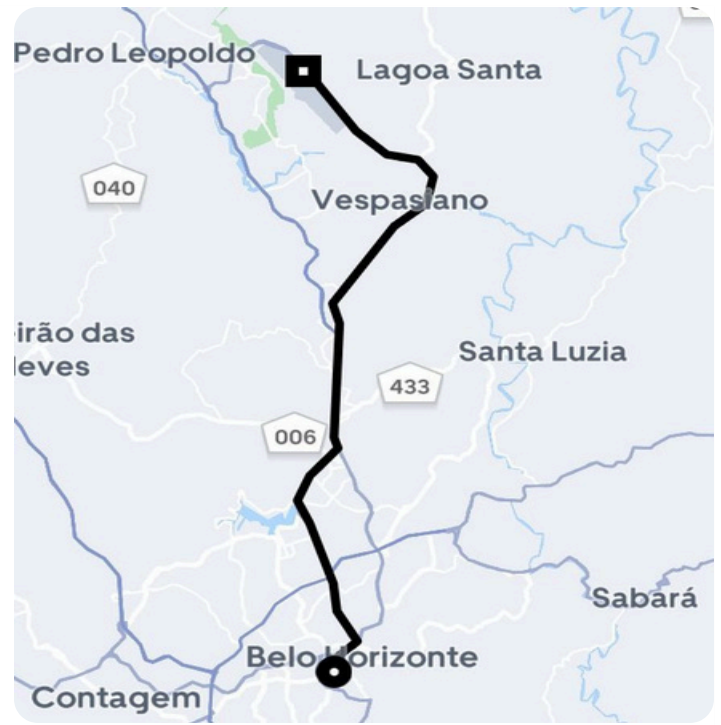 Pedro Leopoldo
Lagoa Santa
040
Vespasiano
irão das
leves
Santa Luzia
433
006
Sabará
Belo Horizonte
Contagem